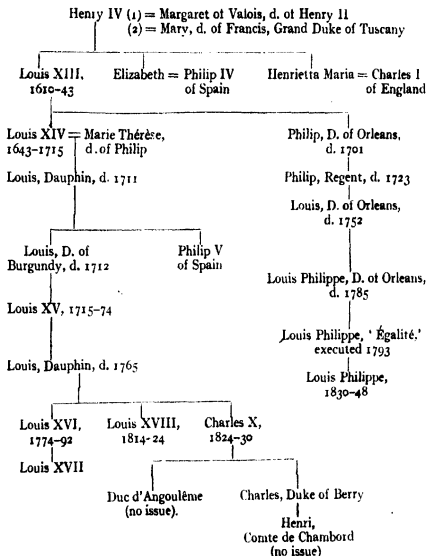 Henry IV (1) = Margaret of Valois, d. of Henry II
(2) = Mary, d. of Francis, Grand Duke of Tuscany
Louis XIII,
1610–43
Elizabeth = Philip IV
of Spain
Henrietta Maria = Charles I
of England
Louis XIV = Marie Thérèse,
1643–1715 d. of Philip
Philip, D. of Orleans,
d. 1701
Louis, Dauphin, d. 1711
Philip, Regent, d. 1723
Louis, D. of Orleans,
d. 1752
Louis, D. of
Burgundy, d. 1712
Philip V
of Spain
Louis Philippe, D. of Orleans,
d. 1785
Louis XV, 1715–74
Louis Philippe, ' Égalité,'
executed 1793
Louis, Dauphin, d. 1765
Louis Philippe,
1830–48
Louis XVI,
1774–92
Louis XVIII,
1814–24
Charles X,
1824–30
Louis XVII
Duc d'Angoulême
(no issue).
Charles, Duke of Berry
Henri,
Comte de Chambord
(no issue)